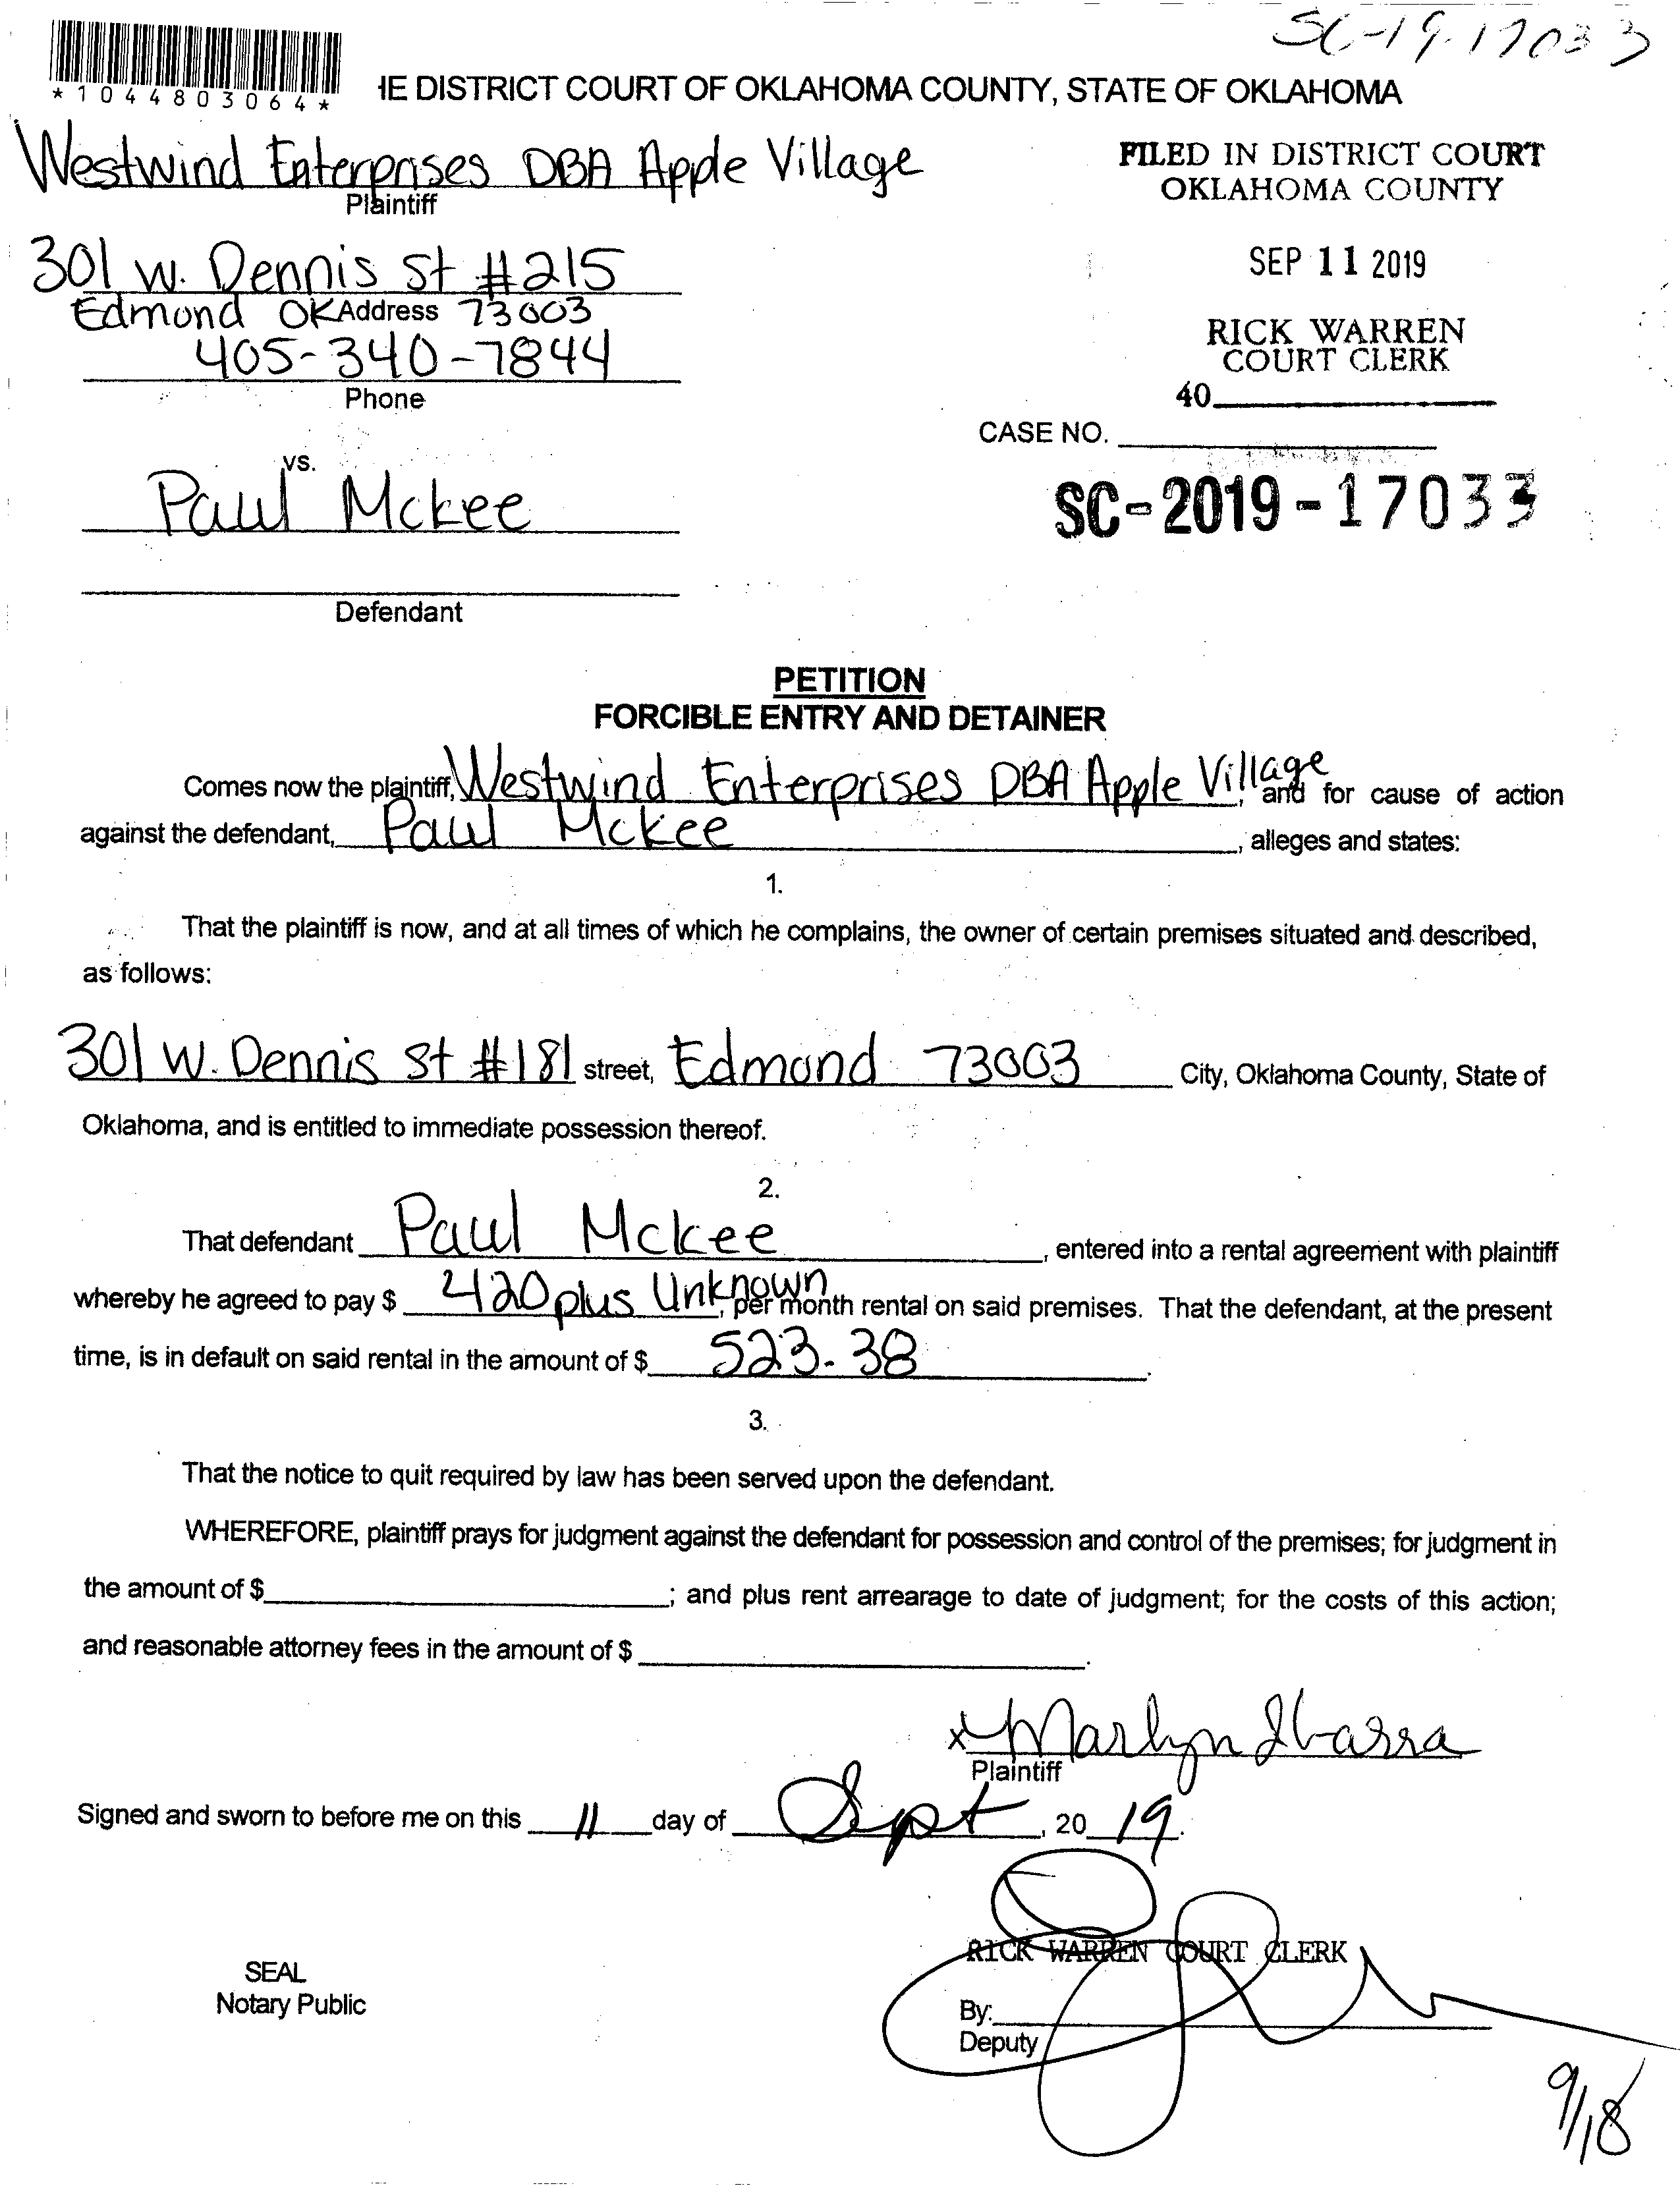 SC-19-17033
*1044803064*
HE DISTRICT COURT OF OKLAHOMA COUNTY, STATE OF OKLAHOMA
Westwind Enterprises DBA Apple Village
Plaintiff
FILED IN DISTRICT COURT
OKLAHOMA COUNTY
301 W. Dennis St #215
SEP 11 2019
Edmond OK Address 73003
405-340-7844
RICK WARREN
COURT CLERK
Phone
40
CASE NO.
vs.
Paul Mckee
SC-2019-17033
Defendant
PETITION
FORCIBLE ENTRY AND DETAINER
Comes now the plaintiff, Westwind Enterprises DBA Apple Village, and for cause of action
against the defendant, Paul Mckee, alleges and states:
1.
That the plaintiff is now, and at all times of which he complains, the owner of certain premises situated and described,
as follows:
301 W. Dennis St #181 street, Edmond 73003 City, Oklahoma County, State of
Oklahoma, and is entitled to immediate possession thereof.
2.
That defendant Paul Mckee, entered into a rental agreement with plaintiff
whereby he agreed to pay $ 420 plus Unknown, per month rental on said premises. That the defendant, at the present
time, is in default on said rental in the amount of $ 523.38.
3.
That the notice to quit required by law has been served upon the defendant.
WHEREFORE, plaintiff prays for judgment against the defendant for possession and control of the premises; for judgment in
the amount of $ ; and plus rent arrearage to date of judgment; for the costs of this action;
and reasonable attorney fees in the amount of $ .
x Marlyn Ibarra
Plaintiff
Signed and sworn to before me on this 11 day of Sept, 20 19.
RICK WARREN COURT CLERK
SEAL
Notary Public
By:
Deputy
9/18